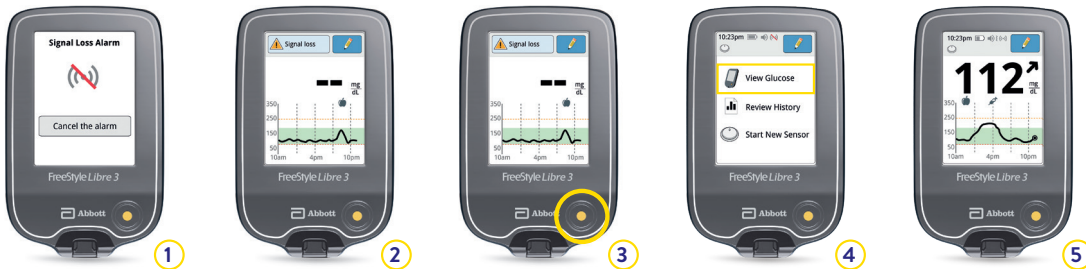 Signal Loss Alarm
Cancel the alarm
FreeStyle Libre 3
Abbott
1
Signal loss
-- mg/dL
350
250
150
50
10am 4pm 10pm
FreeStyle Libre 3
Abbott
2
Signal loss
-- mg/dL
350
250
150
50
10am 4pm 10pm
FreeStyle Libre 3
Abbott
3
10:23pm
View Glucose
Review History
Start New Sensor
FreeStyle Libre 3
Abbott
4
10:23pm
112 mg/dL
350
250
150
50
10am 4pm 10pm
FreeStyle Libre 3
Abbott
5